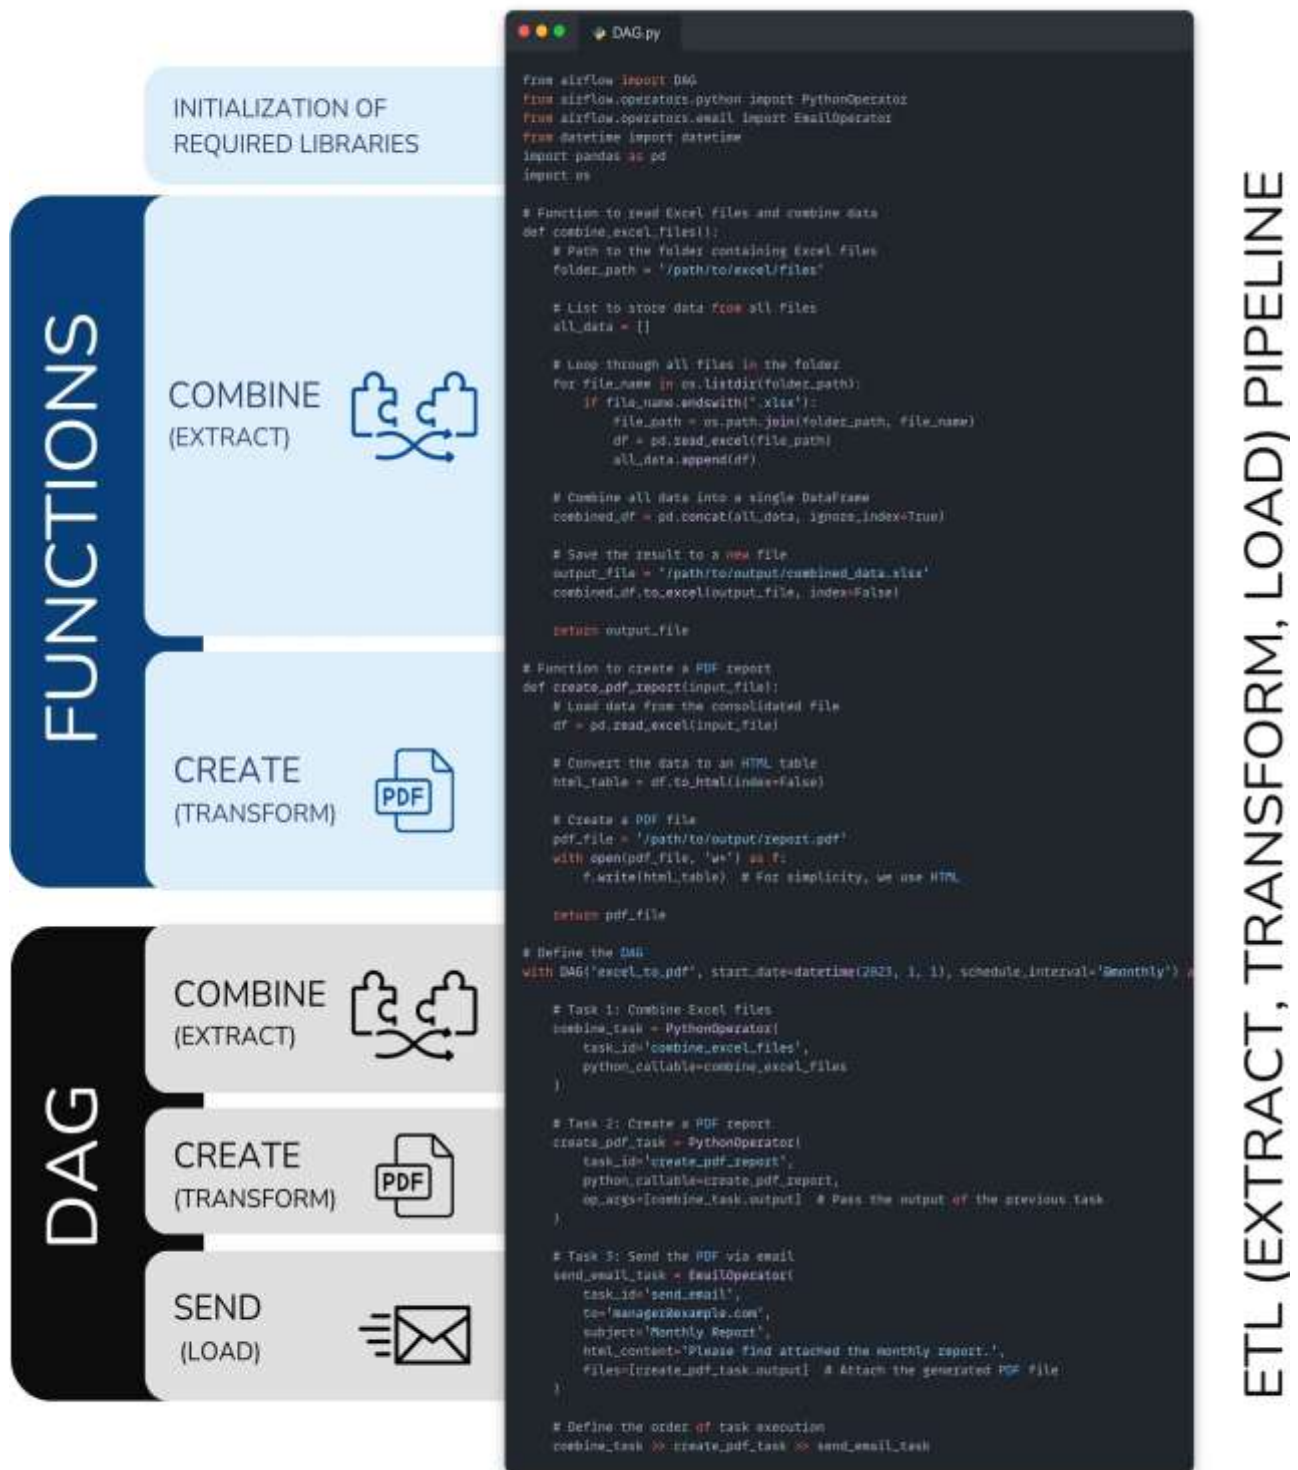 DAG.py
INITIALIZATION OF
REQUIRED LIBRARIES
FUNCTIONS
COMBINE
(EXTRACT)
CREATE
(TRANSFORM)
PDF
DAG
COMBINE
(EXTRACT)
CREATE
(TRANSFORM)
PDF
SEND
(LOAD)
from airflow import DAG
from airflow.operators.python import PythonOperator
from airflow.operators.email import EmailOperator
from datetime import datetime
import pandas as pd
import os
# Function to read Excel files and combine data
def combine_excel_files():
# Path to the folder containing Excel files
folder_path = '/path/to/excel/files'
# List to store data from all files
all_data = []
# Loop through all files in the folder
for file_name in os.listdir(folder_path):
if file_name.endswith('.xlsx'):
file_path = os.path.join(folder_path, file_name)
df = pd.read_excel(file_path)
all_data.append(df)
# Combine all data into a single DataFrame
combined_df = pd.concat(all_data, ignore_index=True)
# Save the result to a new file
output_file = '/path/to/output/combined_data.xlsx'
combined_df.to_excel(output_file, index=False)
return output_file
# Function to create a PDF report
def create_pdf_report(input_file):
# Load data from the consolidated file
df = pd.read_excel(input_file)
# Convert the data to an HTML table
html_table = df.to_html(index=False)
# Create a PDF file
pdf_file = '/path/to/output/report.pdf'
with open(pdf_file, 'w+') as f:
f.write(html_table)  # For simplicity, we use HTML
return pdf_file
# Define the DAG
with DAG('excel_to_pdf', start_date=datetime(2023, 1, 1), schedule_interval='@monthly') a
# Task 1: Combine Excel files
combine_task = PythonOperator(
task_id='combine_excel_files',
python_callable=combine_excel_files
)
# Task 2: Create a PDF report
create_pdf_task = PythonOperator(
task_id='create_pdf_report',
python_callable=create_pdf_report,
op_args=[combine_task.output]  # Pass the output of the previous task
)
# Task 3: Send the PDF via email
send_email_task = EmailOperator(
task_id='send_email',
to='manager@example.com',
subject='Monthly Report',
html_content='Please find attached the monthly report.',
files=[create_pdf_task.output]  # Attach the generated PDF file
)
# Define the order of task execution
combine_task >> create_pdf_task >> send_email_task
ETL (EXTRACT, TRANSFORM, LOAD) PIPELINE